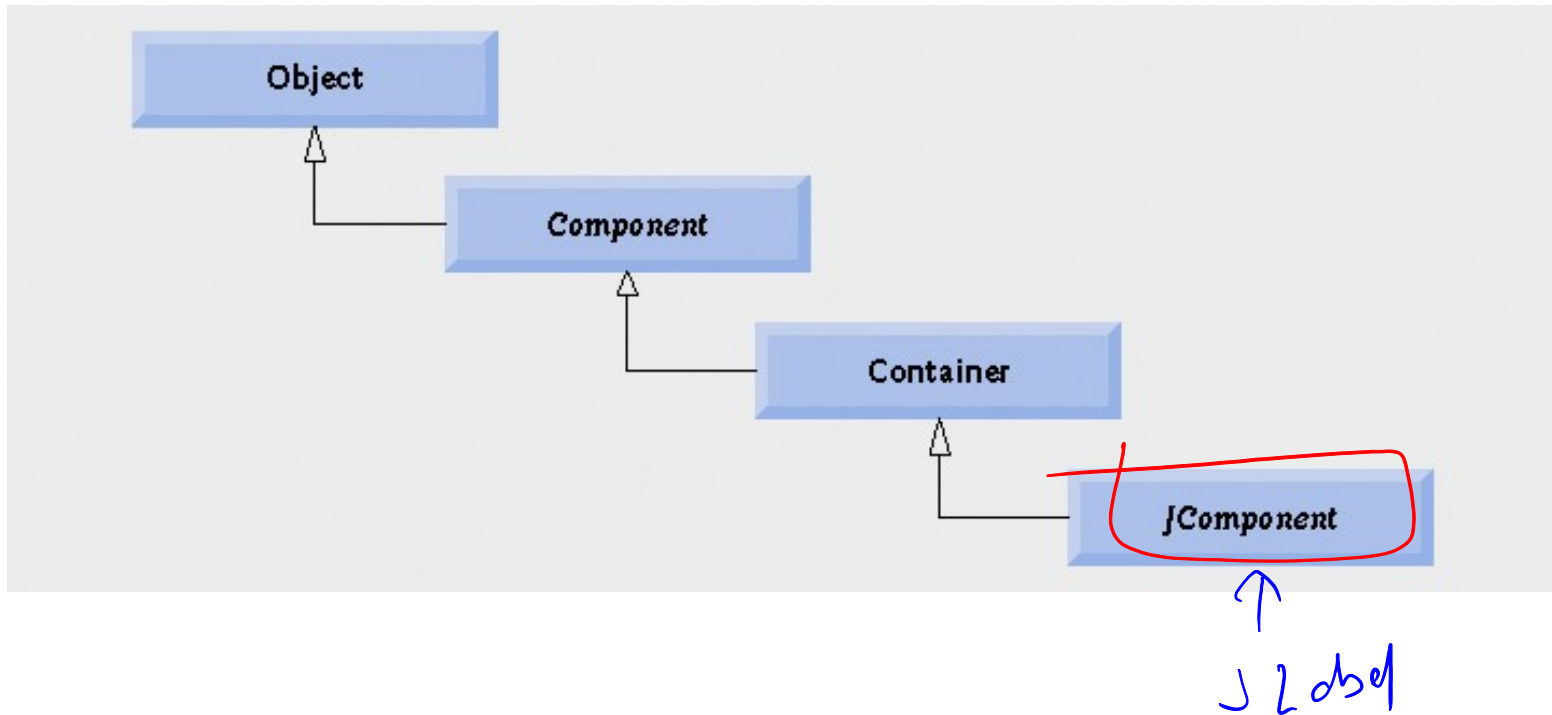 Object
Component
Container
JComponent
JLabel